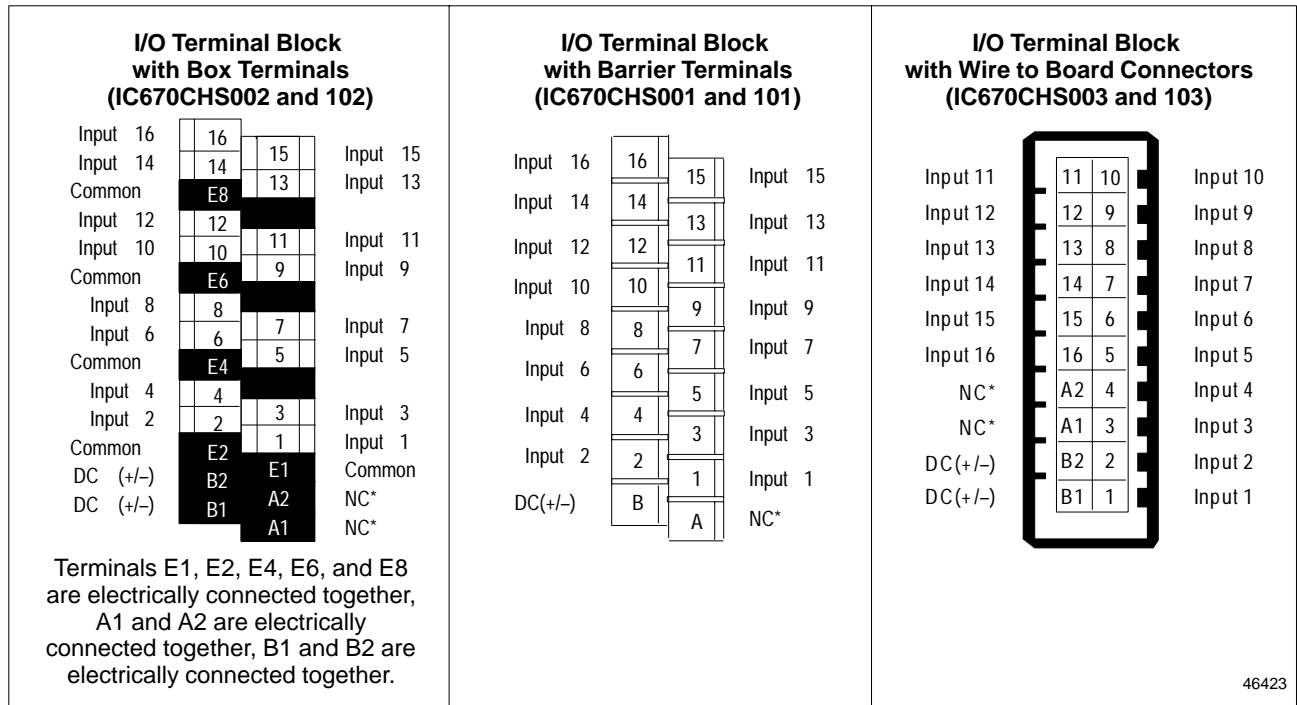 I/O Terminal Block
with Box Terminals
(IC670CHS002 and 102)
Input 16 16
15 Input 15
Input 14 14
13 Input 13
Common E8
Input 12 12
11 Input 11
Input 10 10
9 Input 9
Common E6
Input 8 8
7 Input 7
Input 6 6
5 Input 5
Common E4
Input 4 4
3 Input 3
Input 2 2
1 Input 1
Common E2
E1 Common
DC (+/–) B2
A2 NC*
DC (+/–) B1
A1 NC*
Terminals E1, E2, E4, E6, and E8
are electrically connected together,
A1 and A2 are electrically
connected together, B1 and B2 are
electrically connected together.
I/O Terminal Block
with Barrier Terminals
(IC670CHS001 and 101)
Input 16 16
15 Input 15
Input 14 14
13 Input 13
Input 12 12
11 Input 11
Input 10 10
9 Input 9
Input 8 8
7 Input 7
Input 6 6
5 Input 5
Input 4 4
3 Input 3
Input 2 2
1 Input 1
DC(+/–) B
A NC*
I/O Terminal Block
with Wire to Board Connectors
(IC670CHS003 and 103)
Input 11 11 10 Input 10
Input 12 12 9 Input 9
Input 13 13 8 Input 8
Input 14 14 7 Input 7
Input 15 15 6 Input 6
Input 16 16 5 Input 5
NC* A2 4 Input 4
NC* A1 3 Input 3
DC(+/–) B2 2 Input 2
DC(+/–) B1 1 Input 1
46423